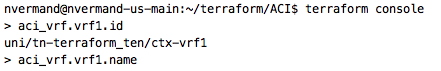 nvermand@nvermand-us-main:~/terraform/ACI$ terraform console
> aci_vrf.vrf1.id
uni/tn-terraform_ten/ctx-vrf1
> aci_vrf.vrf1.name